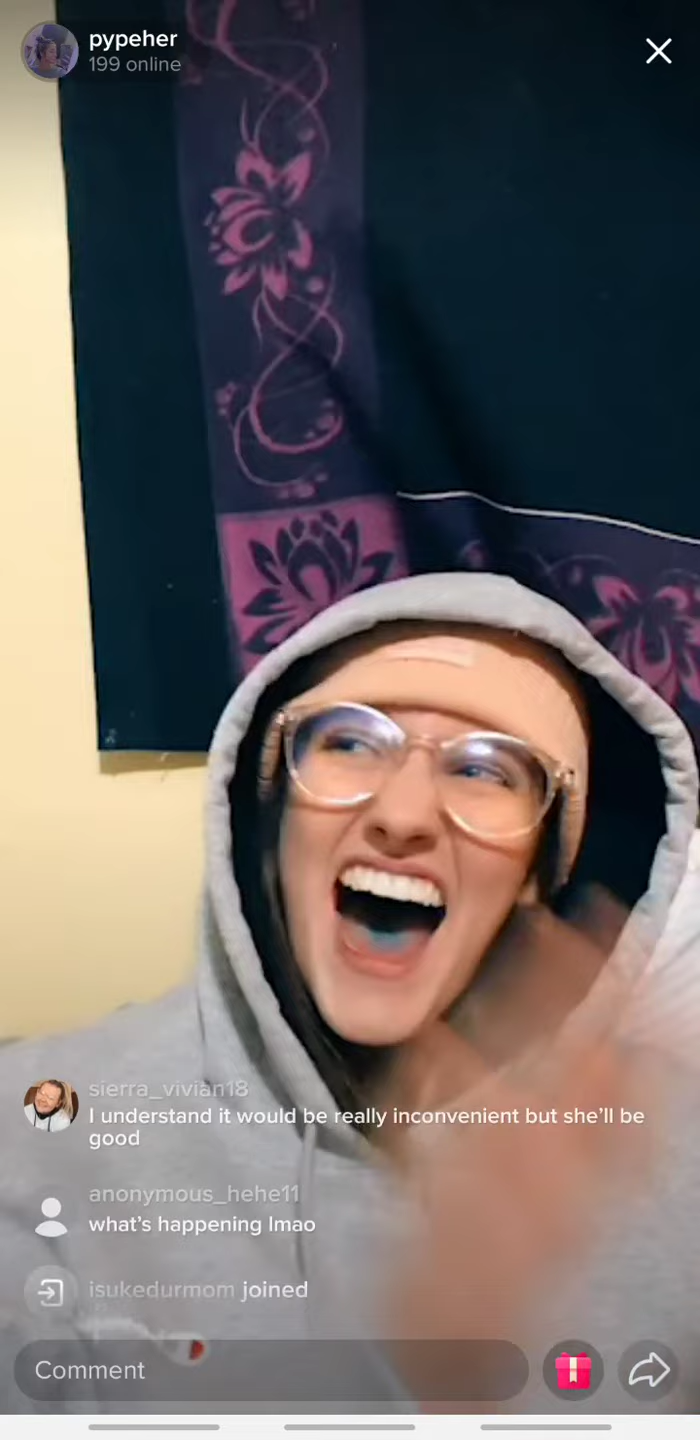 pypeher
199 online
sierra_vivian18
I understand it would be really inconvenient but she’ll be
good
anonymous_hehe11
what’s happening lmao
isukedurmom joined
Comment